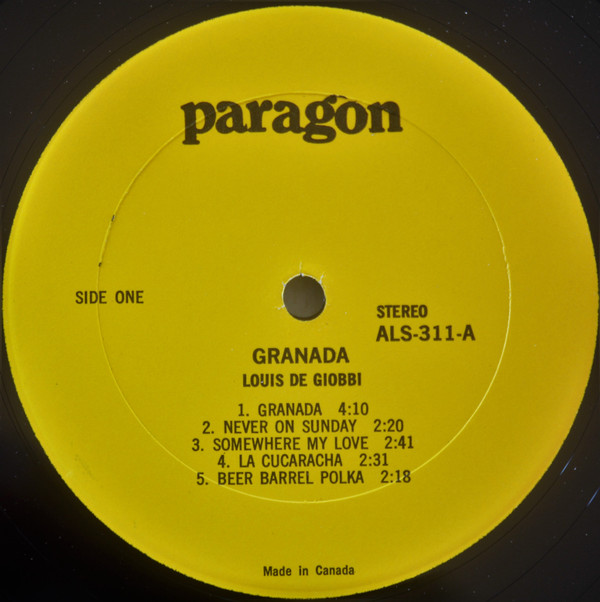 paragon
SIDE ONE
STEREO
ALS-311-A
GRANADA
LOUIS DE GIOBBI
1. GRANADA 4:10
2. NEVER ON SUNDAY 2:20
3. SOMEWHERE MY LOVE 2:41
4. LA CUCARACHA 2:31
5. BEER BARREL POLKA 2:18
Made in Canada